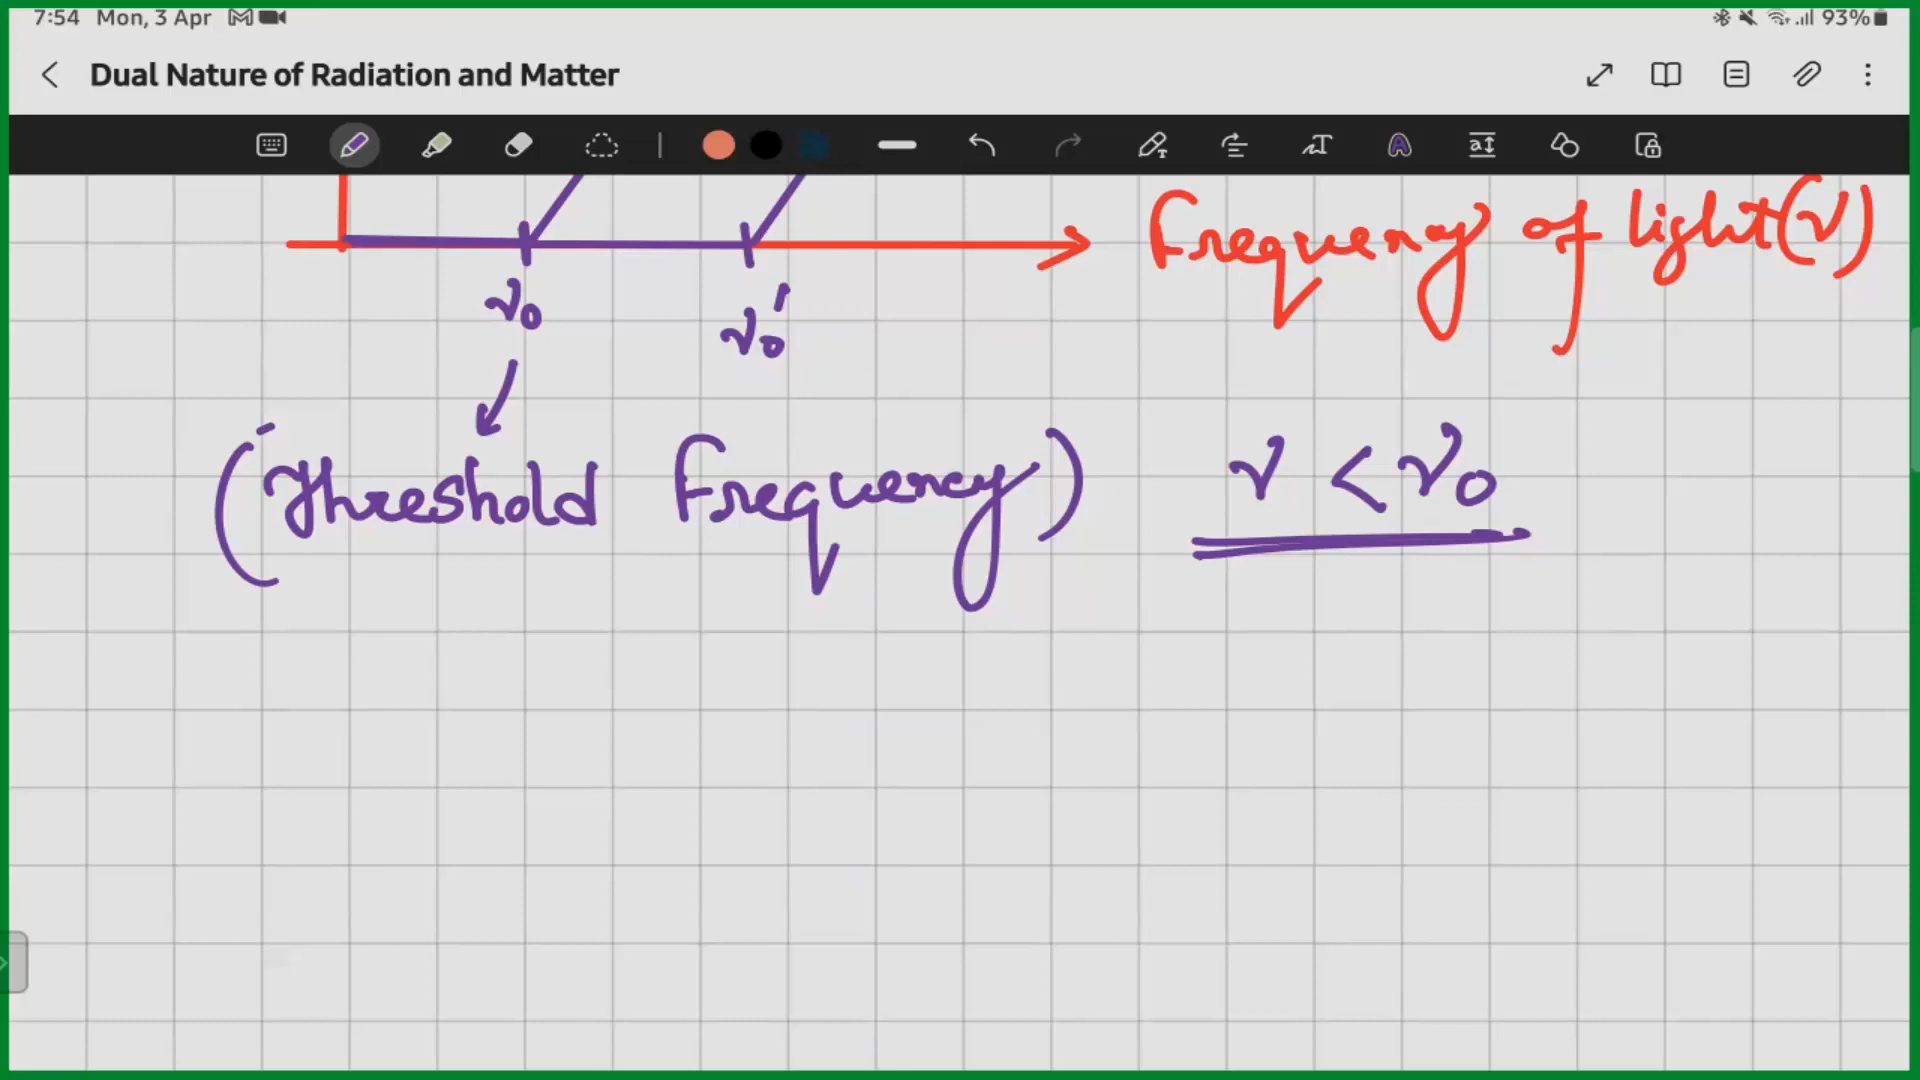 7:54 Mon, 3 Apr 93%
Dual Nature of Radiation and Matter
Frequency of light(ν)
ν₀ ν₀'
(Threshold Frequency) ν < ν₀